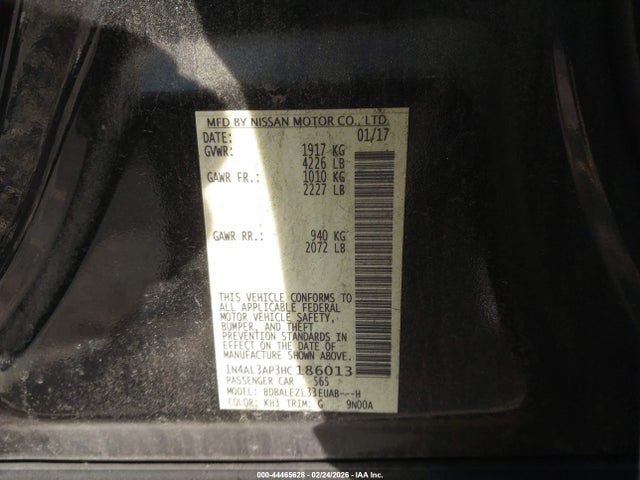 MFD BY NISSAN MOTOR CO., LTD.
DATE: 01/17
GVWR: 1917 KG
4226 LB
GAWR FR.: 1010 KG
2227 LB
GAWR RR.: 940 KG
2072 LB
THIS VEHICLE CONFORMS TO
ALL APPLICABLE FEDERAL
MOTOR VEHICLE SAFETY,
BUMPER, AND THEFT
PREVENTION STANDARDS IN
EFFECT ON THE DATE OF
MANUFACTURE SHOWN ABOVE.
1N4AL3AP3HC186013
PASSENGER CAR 565
MODEL: BDBALEZL33EUAB---H
COLOR: KH3 TRIM: G 9N00A
000-44465628 - 02/24/2026 - ©2026 - IAA Inc.